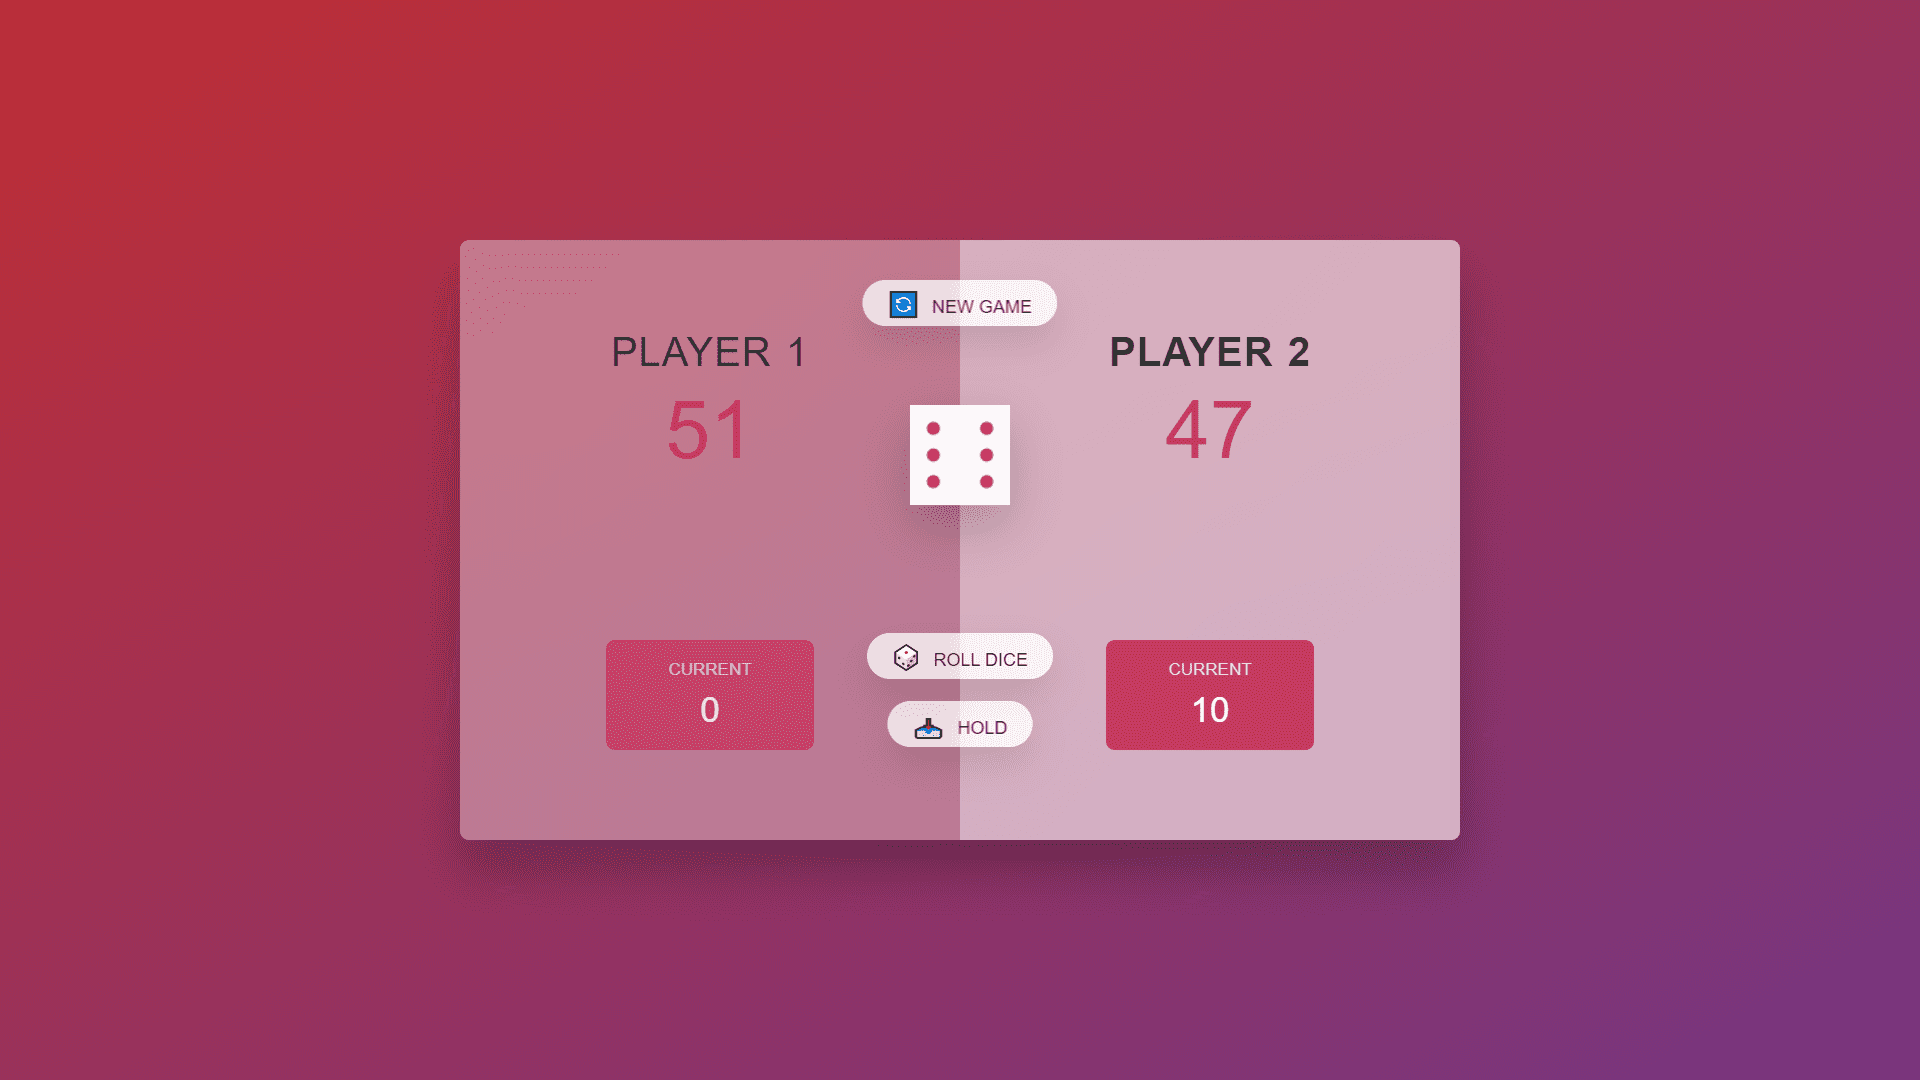 NEW GAME
PLAYER 1
51
PLAYER 2
47
CURRENT
0
ROLL DICE
HOLD
CURRENT
10